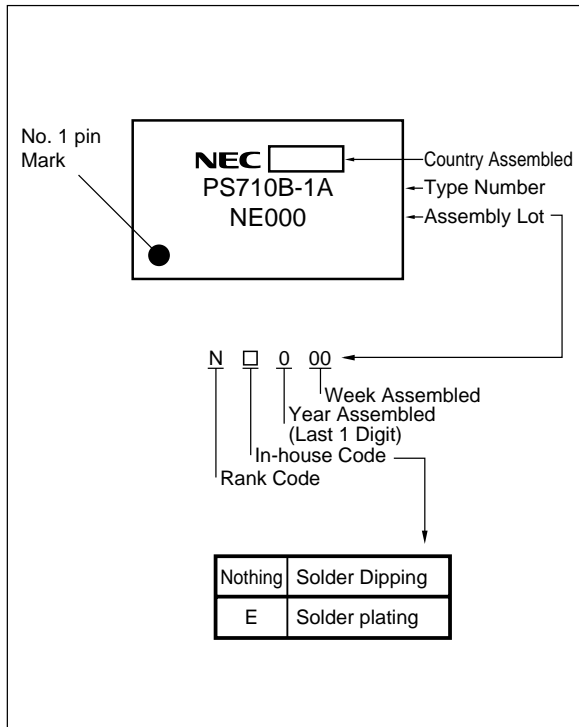 No. 1 pin
Mark
NEC
Country Assembled
PS710B-1A
Type Number
NE000
Assembly Lot
N □ 0 00
Week Assembled
Year Assembled
(Last 1 Digit)
In-house Code
Rank Code
Nothing Solder Dipping
E Solder plating